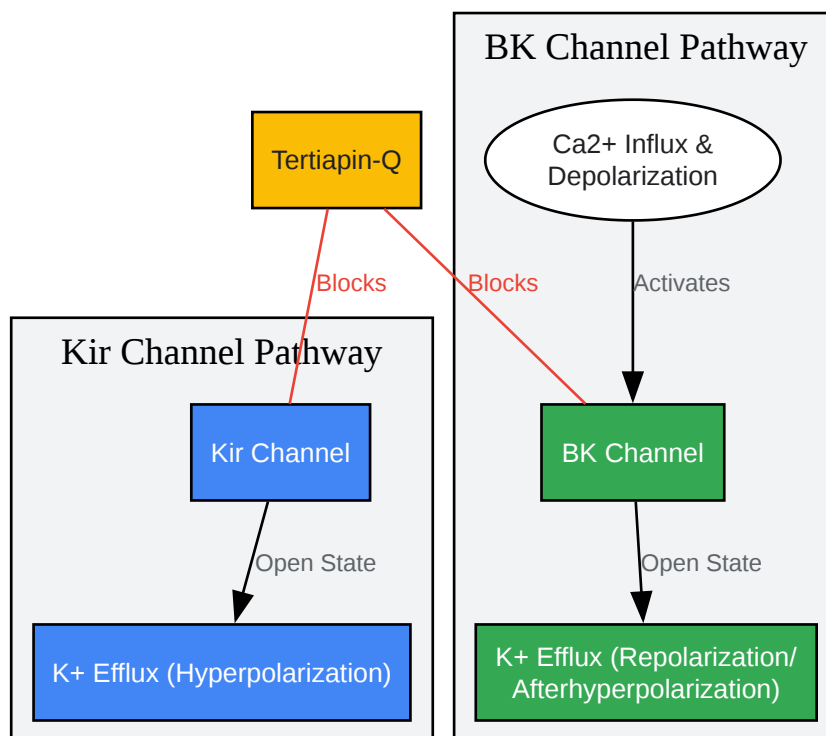 BK Channel Pathway
Tertiapin-Q
Ca2+ Influx &
Depolarization
Blocks
Blocks
Activates
Kir Channel Pathway
Kir Channel
BK Channel
Open State
Open State
K+ Efflux (Hyperpolarization)
K+ Efflux (Repolarization/
Afterhyperpolarization)